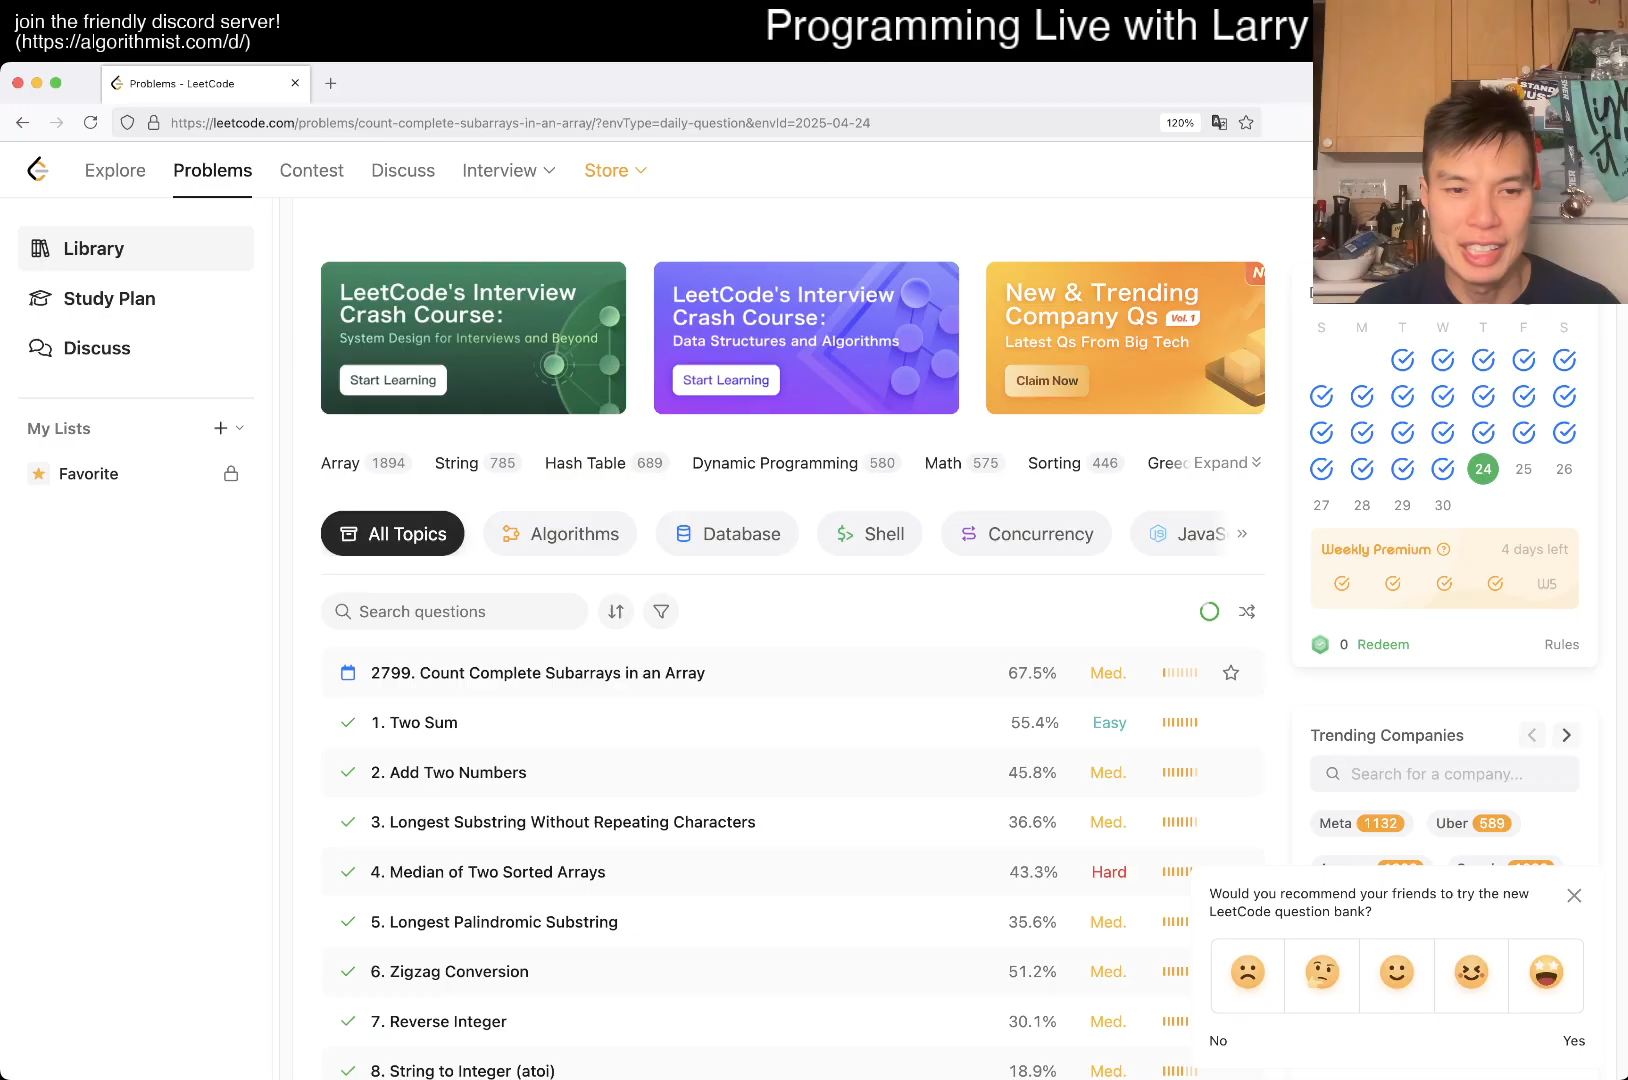 join the friendly discord server!
(https://algorithmist.com/d/)
Programming Live with Larry
Problems - LeetCode
https://leetcode.com/problems/count-complete-subarrays-in-an-array/?envType=daily-question&envId=2025-04-24
120%
Explore Problems Contest Discuss Interview Store
Library
Study Plan
Discuss
My Lists
Favorite
LeetCode's Interview
Crash Course:
System Design for Interviews and Beyond
Start Learning
LeetCode's Interview
Crash Course:
Data Structures and Algorithms
Start Learning
New & Trending
Company Qs Vol. 1
Latest Qs From Big Tech
Claim Now
STAND
Array 1894 String 785 Hash Table 689 Dynamic Programming 580 Math 575 Sorting 446 Expand
All Topics Algorithms Database Shell Concurrency JavaS
Search questions
2799. Count Complete Subarrays in an Array 67.5% Med.
1. Two Sum 55.4% Easy
2. Add Two Numbers 45.8% Med.
3. Longest Substring Without Repeating Characters 36.6% Med.
4. Median of Two Sorted Arrays 43.3% Hard
5. Longest Palindromic Substring 35.6% Med.
6. Zigzag Conversion 51.2% Med.
7. Reverse Integer 30.1% Med.
8. String to Integer (atoi) 18.9% Med.
S M T W T F S
24 25 26
27 28 29 30
Weekly Premium 4 days left
W5
0 Redeem Rules
Trending Companies
Search for a company...
Meta 1132 Uber 589
Would you recommend your friends to try the new
LeetCode question bank?
No Yes